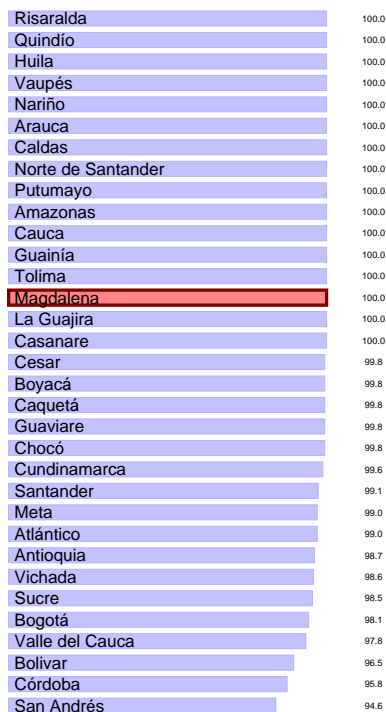 Risaralda 100.0
Quindío 100.0
Huila 100.0
Vaupés 100.0
Nariño 100.0
Arauca 100.0
Caldas 100.0
Norte de Santander 100.0
Putumayo 100.0
Amazonas 100.0
Cauca 100.0
Guainía 100.0
Tolima 100.0
Magdalena 100.0
La Guajira 100.0
Casanare 100.0
Cesar 99.8
Boyacá 99.8
Caquetá 99.8
Guaviare 99.8
Chocó 99.8
Cundinamarca 99.6
Santander 99.1
Meta 99.0
Atlántico 99.0
Antioquia 98.7
Vichada 98.6
Sucre 98.5
Bogotá 98.1
Valle del Cauca 97.8
Bolivar 96.5
Córdoba 95.8
San Andrés 94.6